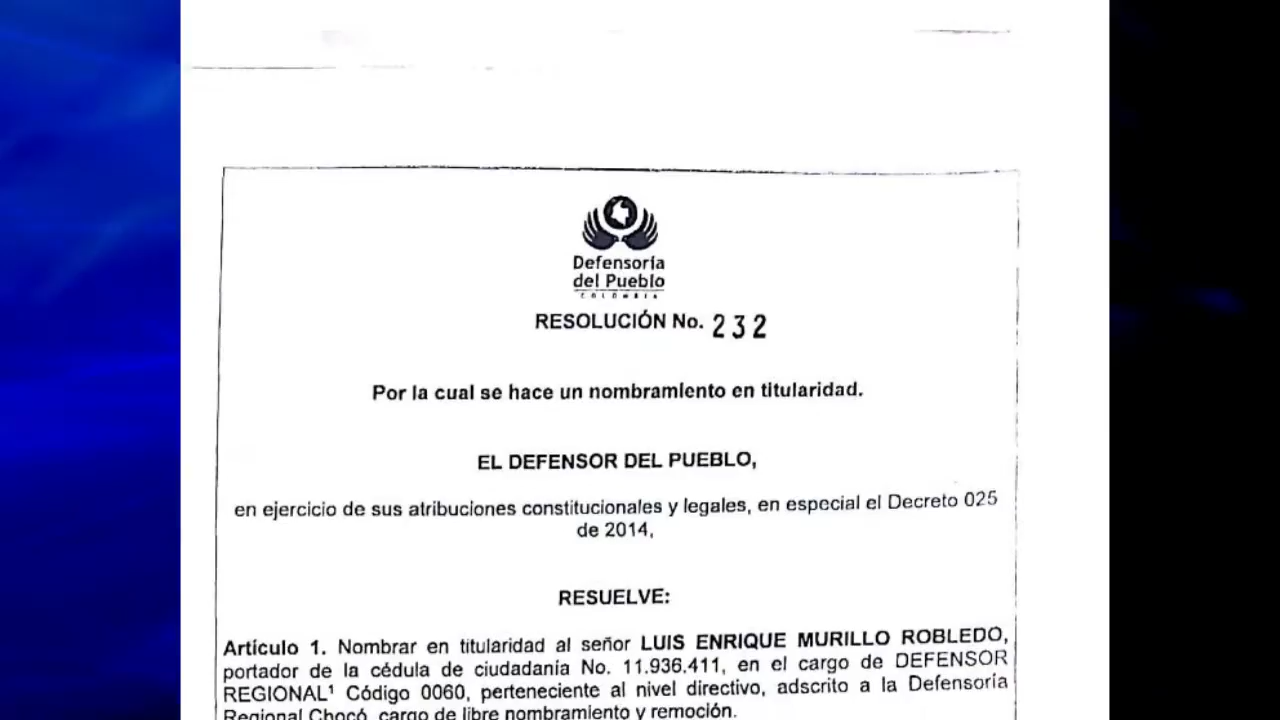 Defensoría
del Pueblo
COLOMBIA
RESOLUCIÓN No. 232
Por la cual se hace un nombramiento en titularidad.
EL DEFENSOR DEL PUEBLO,
en ejercicio de sus atribuciones constitucionales y legales, en especial el Decreto 025
de 2014,
RESUELVE:
Artículo 1. Nombrar en titularidad al señor LUIS ENRIQUE MURILLO ROBLEDO,
portador de la cédula de ciudadanía No. 11.936.411, en el cargo de DEFENSOR
REGIONAL¹ Código 0060, perteneciente al nivel directivo, adscrito a la Defensoría
Regional Chocó, cargo de libre nombramiento y remoción.